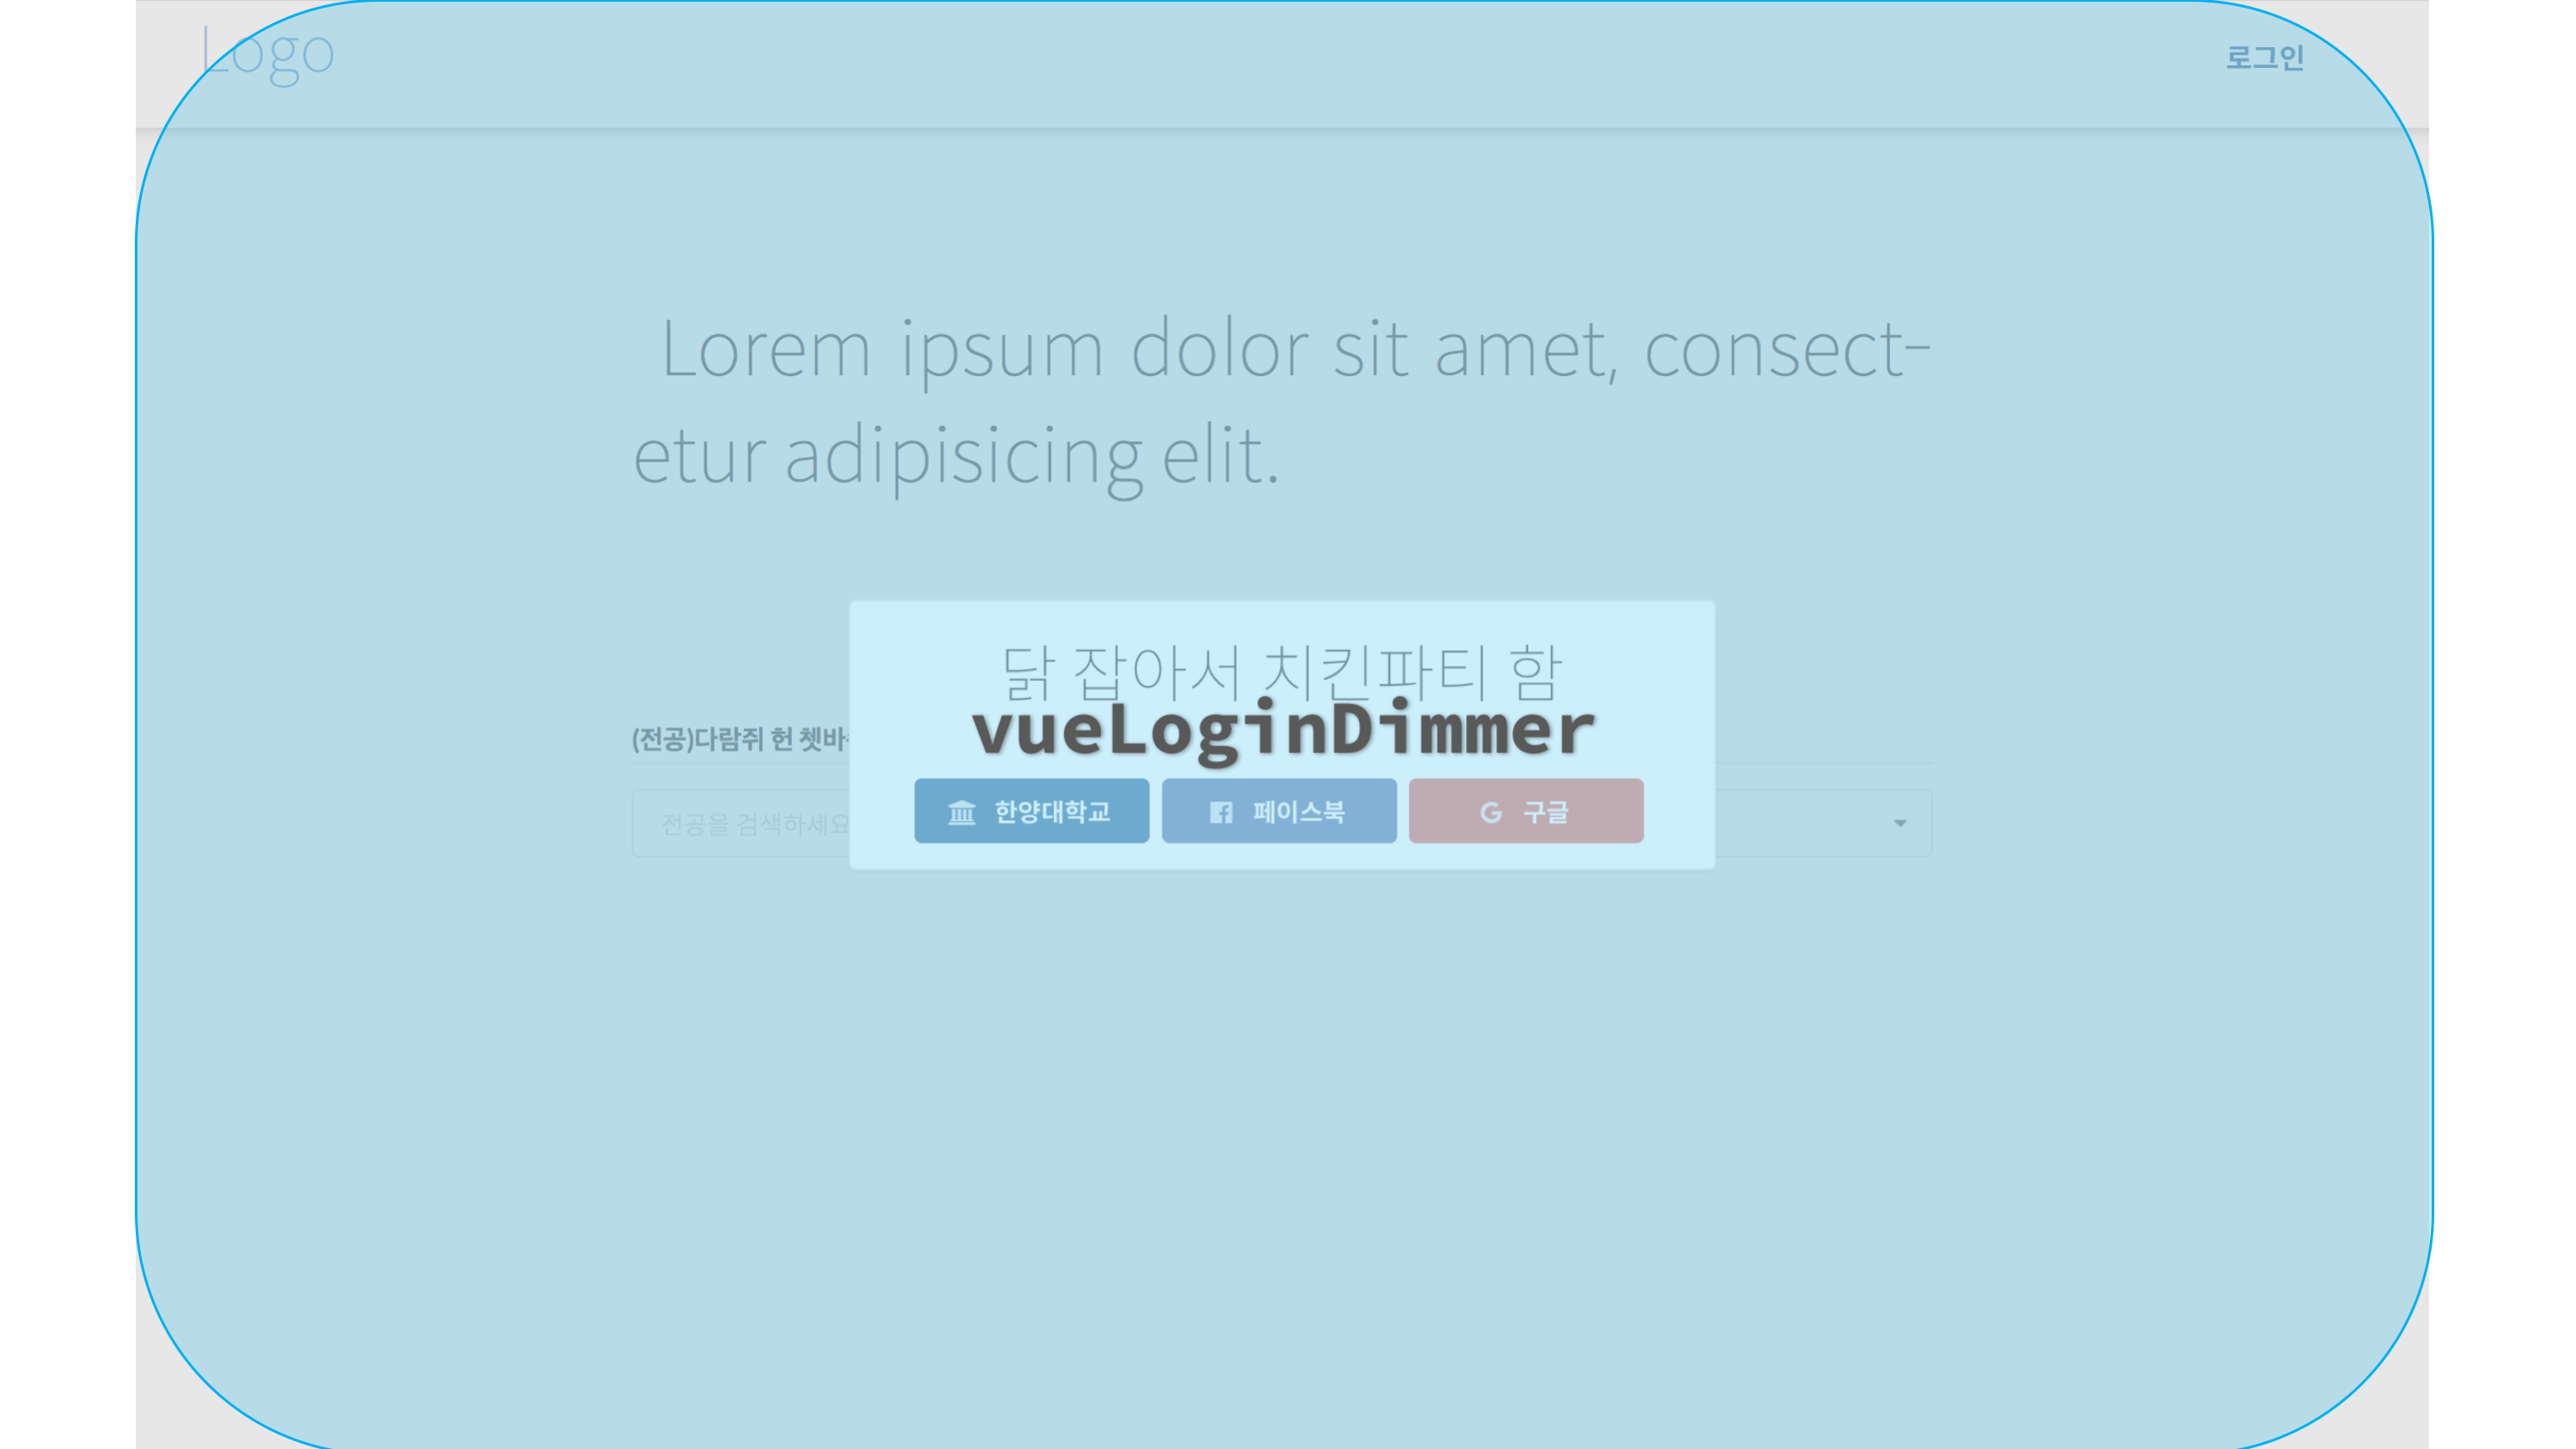 Logo
로그인
Lorem ipsum dolor sit amet, consect-
etur adipisicing elit.
닭 잡아서 치킨파티 함
vueLoginDimmer
(전공)다람쥐 헌 쳇바
전공을 검색하세요
한양대학교 페이스북 구글